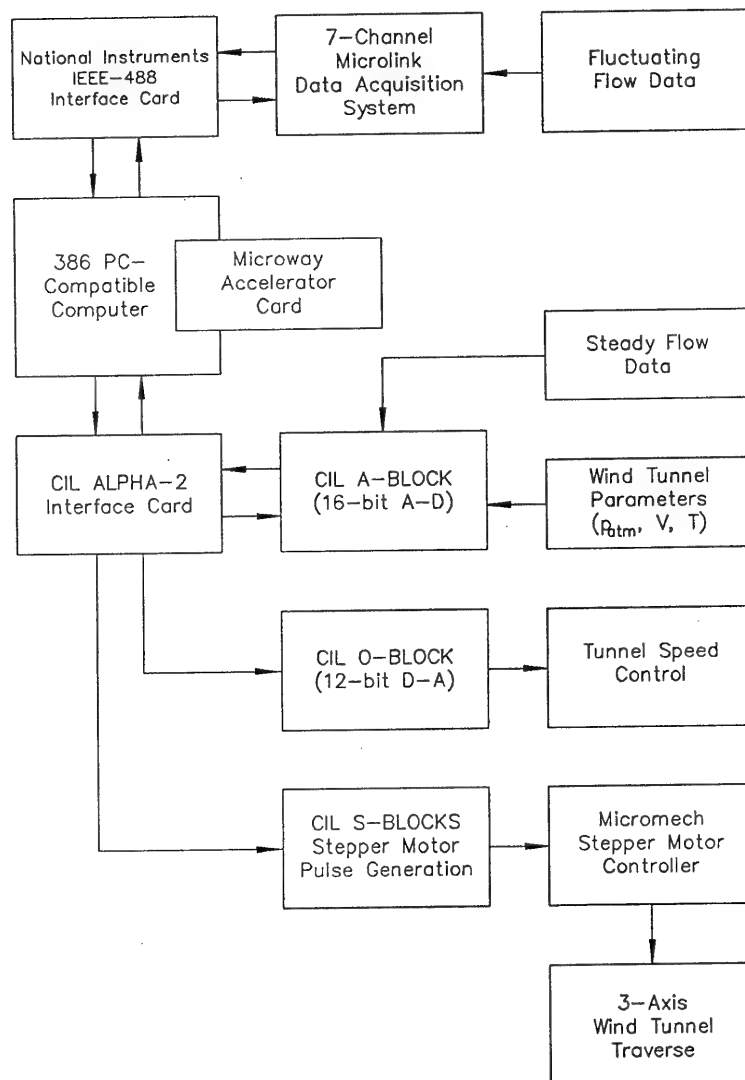 National Instruments
IEEE-488
Interface Card
7-Channel
Microlink
Data Acquisition
System
Fluctuating
Flow Data
386 PC-
Compatible
Computer
Microway
Accelerator
Card
Steady Flow
Data
CIL ALPHA-2
Interface Card
CIL A-BLOCK
(16-bit A-D)
Wind Tunnel
Parameters
(patm, V, T)
CIL O-BLOCK
(12-bit D-A)
Tunnel Speed
Control
CIL S-BLOCKS
Stepper Motor
Pulse Generation
Micromech
Stepper Motor
Controller
3-Axis
Wind Tunnel
Traverse